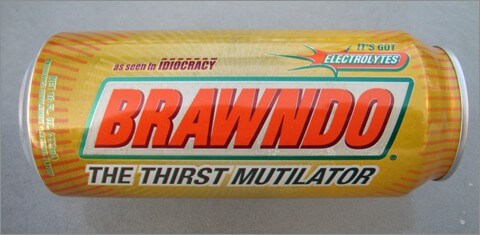 as seen in IDIOCRACY
IT'S GOT
ELECTROLYTES
BRAWNDO®
THE THIRST MUTILATOR